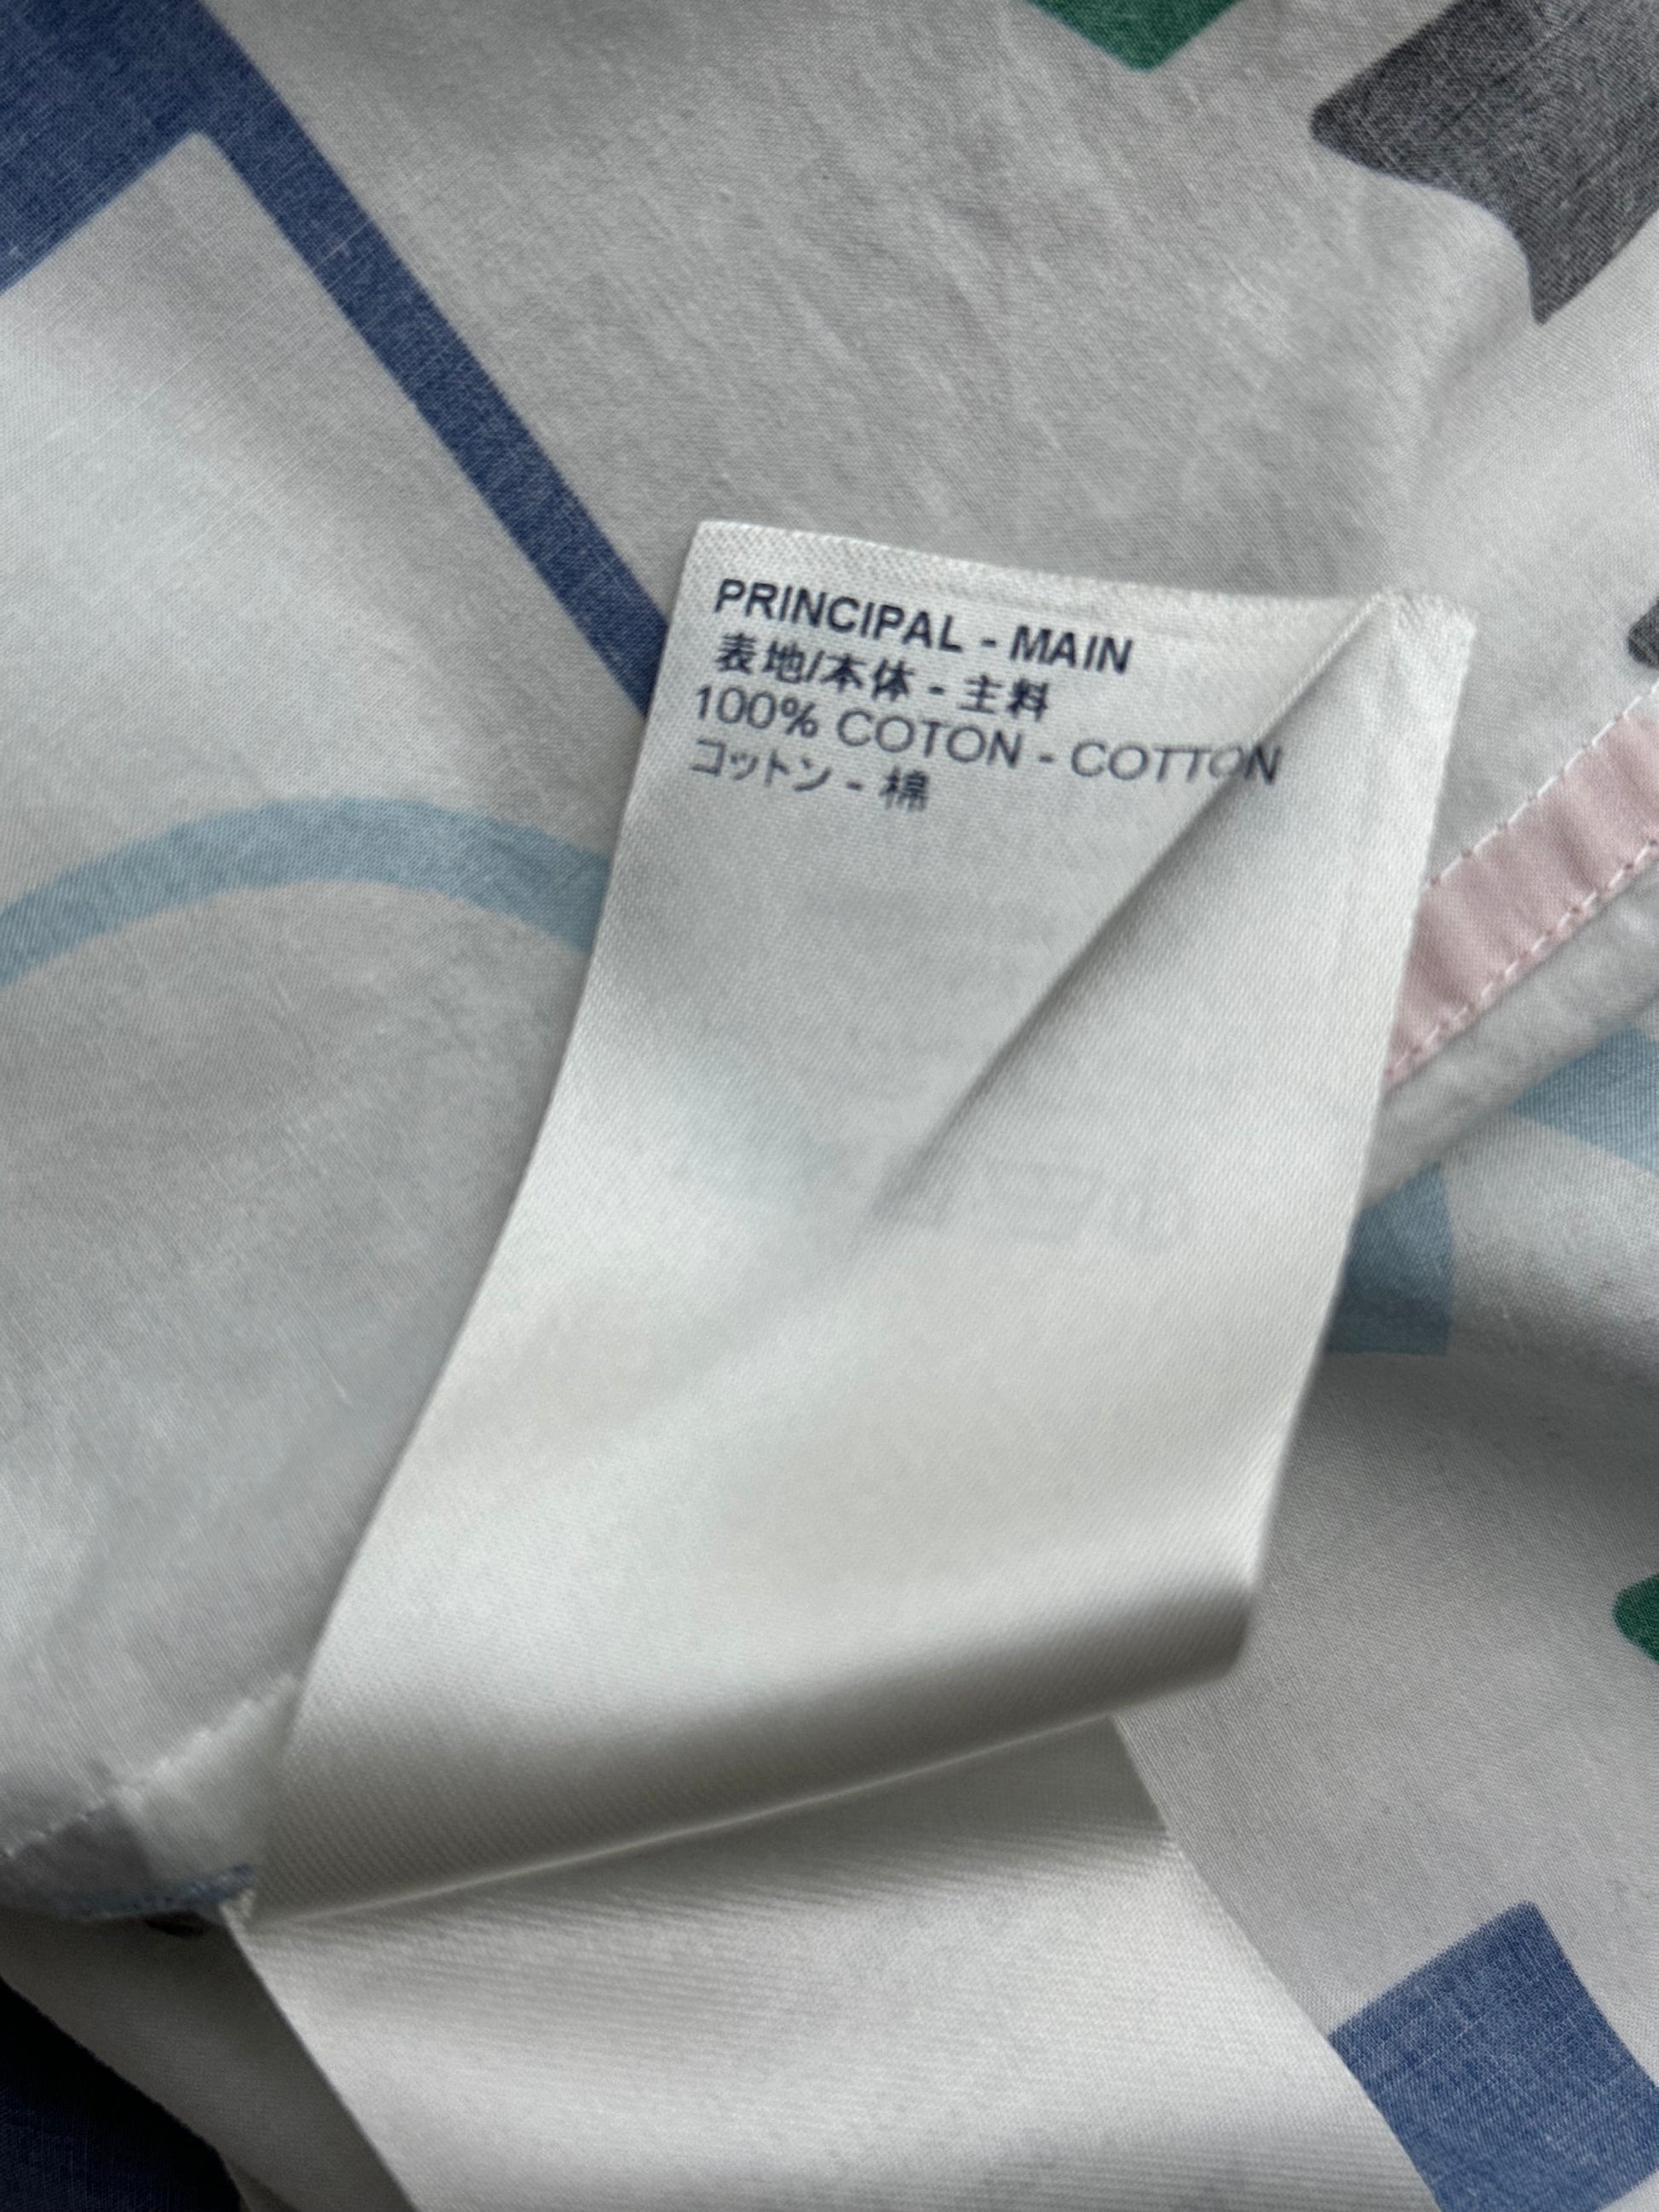 PRINCIPAL - MAIN
表地/本体 - 主料
100% COTON - COTTON
コットン - 棉